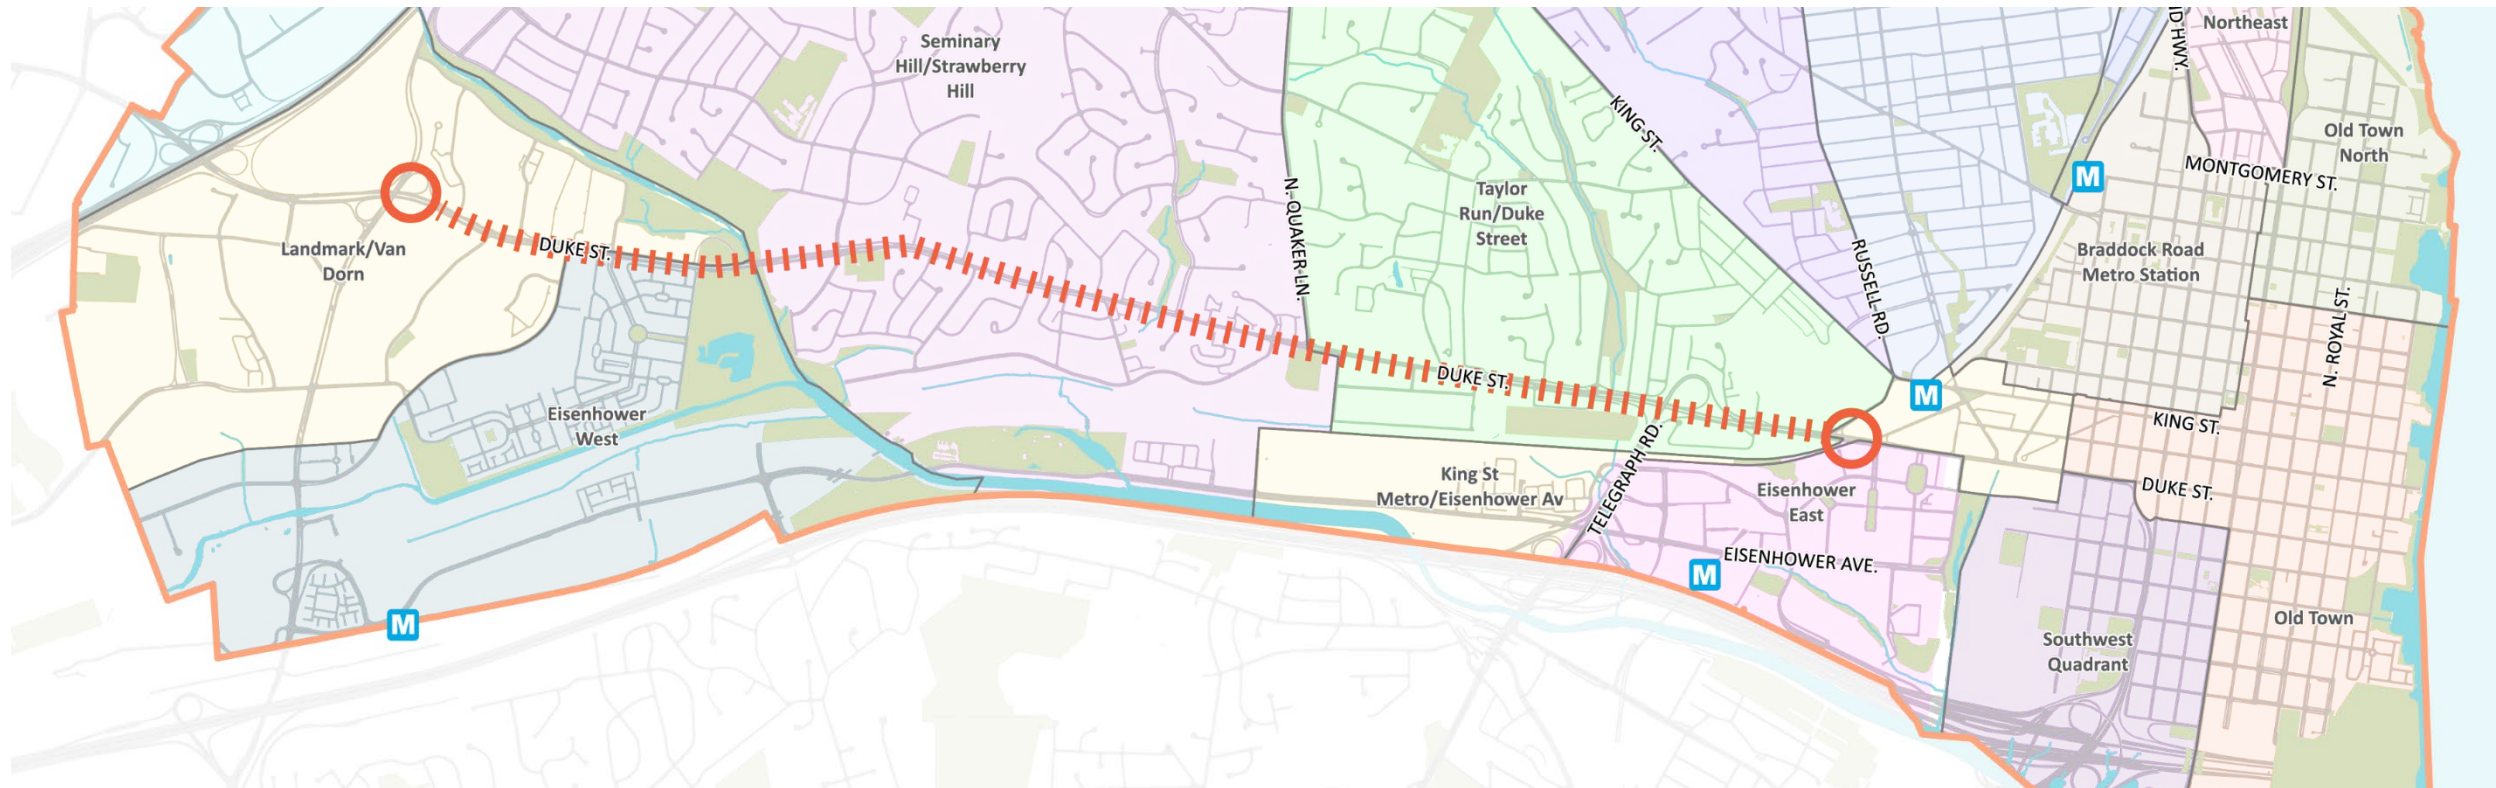 Northeast
D HWY.
Seminary
Hill/Strawberry
Hill
KING ST.
Old Town
North
M
MONTGOMERY ST.
Taylor
Run/Duke
Street
N. QUAKER LN.
Landmark/Van
Dorn
DUKE ST.
RUSSELL RD.
Braddock Road
Metro Station
N. ROYAL ST.
DUKE ST.
M
Eisenhower
West
KING ST.
King St
Metro/Eisenhower Av
TELEGRAPH RD.
Eisenhower
East
DUKE ST.
EISENHOWER AVE.
M
M
Old Town
Southwest
Quadrant